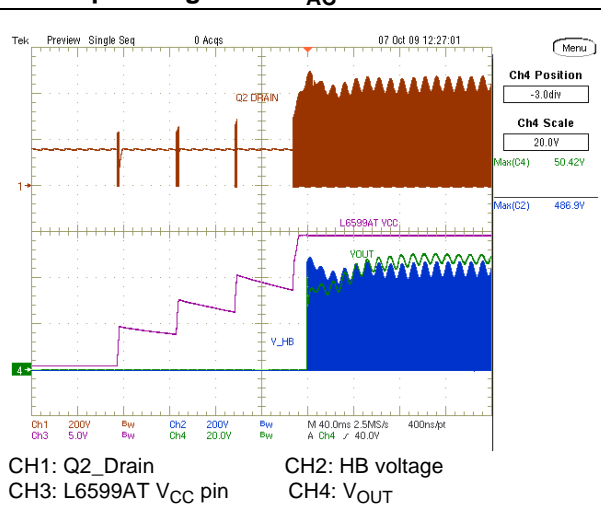 AC
Tek Preview Single Seq 0 Acqs 07 Oct 09 12:27:01
Menu
Ch4 Position
-3.0div
Ch4 Scale
20.0V
Max(C4) 50.42V
Max(C2) 486.9V
Q2 DRAIN
1
L6599AT VCC
VOUT
V_HB
4
Ch1 200V Bw Ch2 200V Bw M 40.0ms 2.5MS/s 400ns/pt
Ch3 5.0V Bw Ch4 20.0V Bw A Ch4 / 40.0V
CH1: Q2_Drain CH2: HB voltage
CH3: L6599AT VCC pin CH4: VOUT